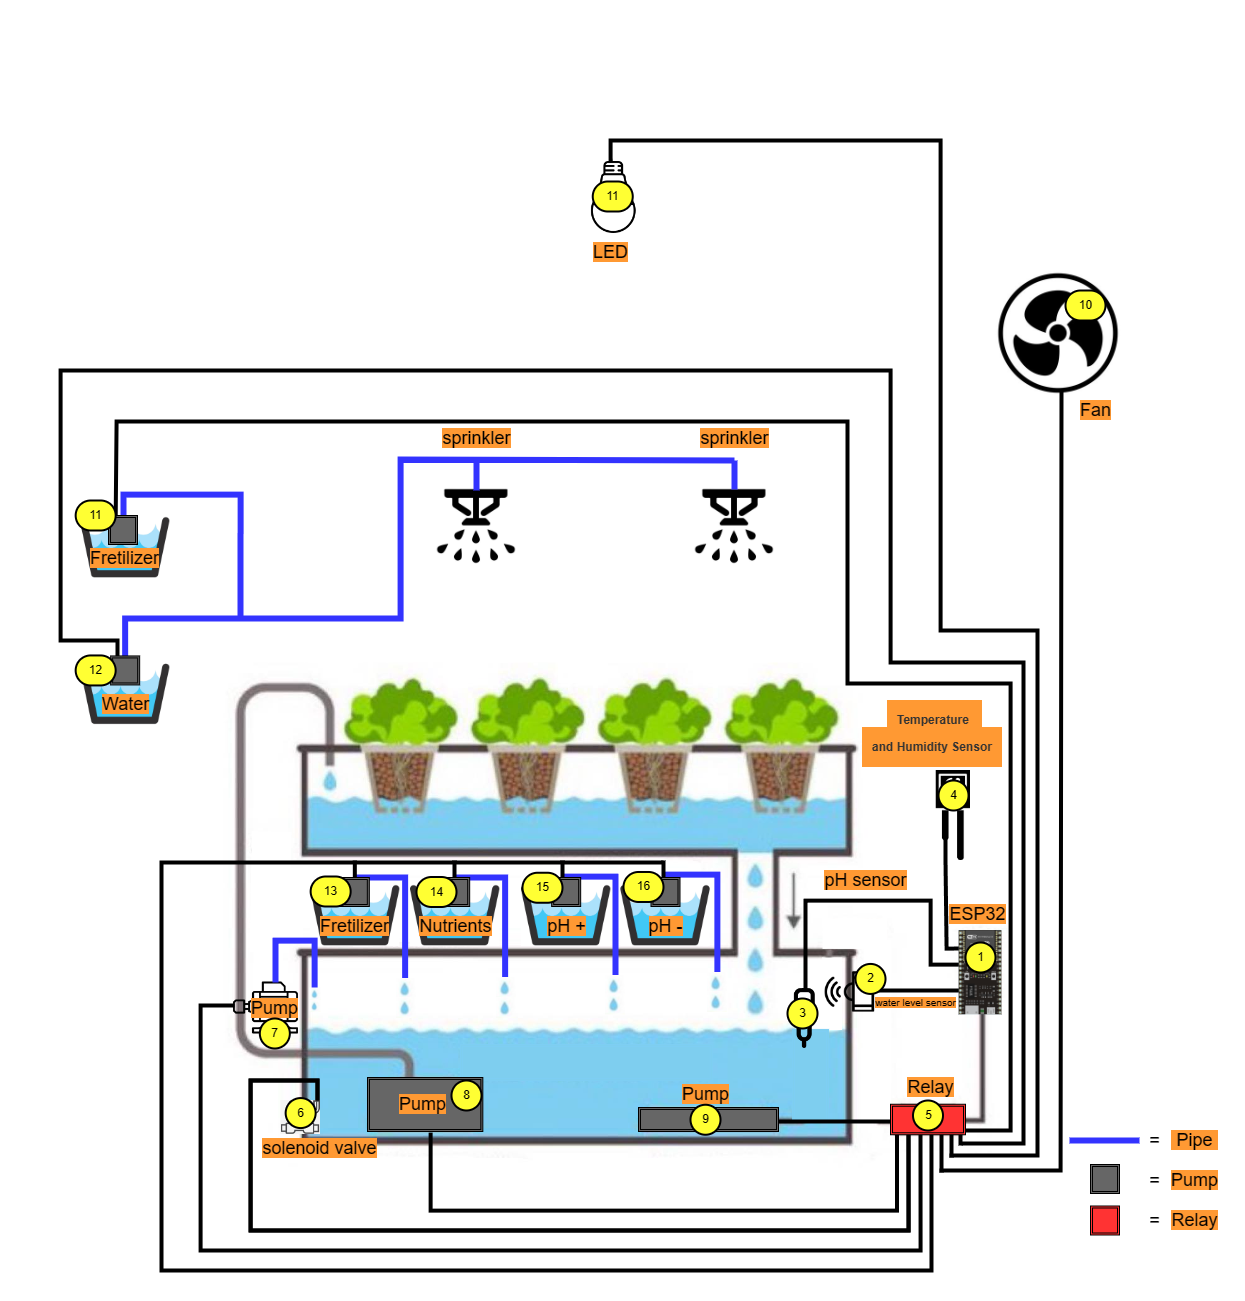 11
LED
10
Fan
sprinkler
sprinkler
11
Fretilizer
12
Water
Temperature
and Humidity Sensor
4
pH sensor
13
14
15
16
Fretilizer
Nutrients
pH +
pH -
ESP32
1
2
water level sensor
3
Pump
7
Pump
8
Pump
9
Relay
5
6
solenoid valve
= Pipe
= Pump
= Relay